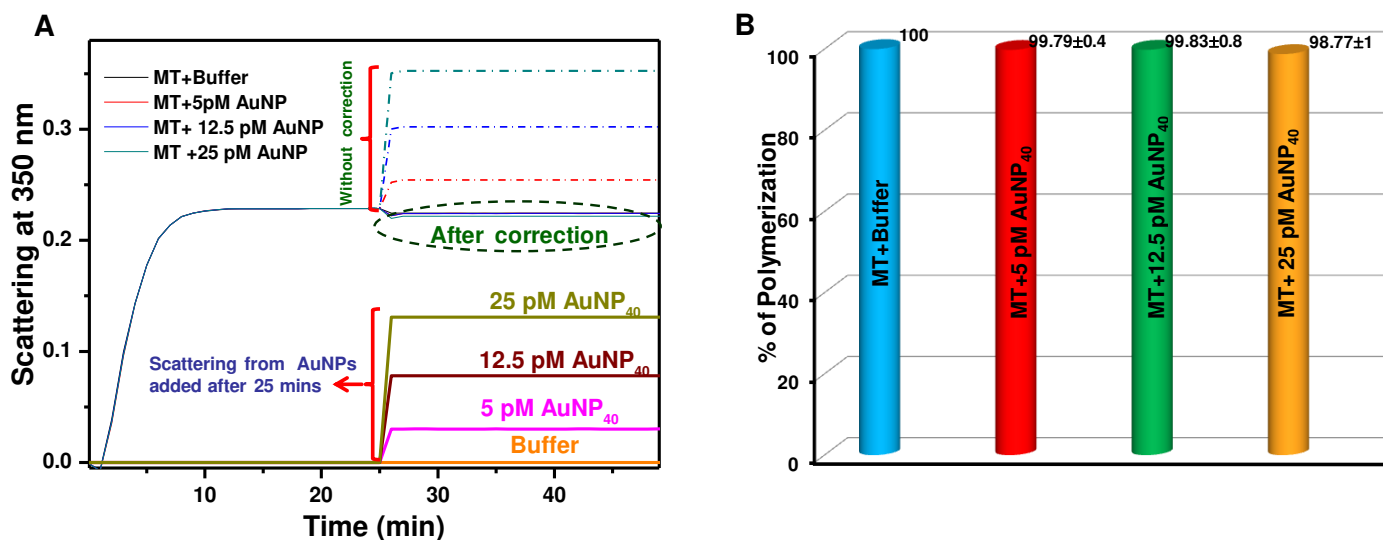 A
Scattering at 350 nm
0.3
0.2
0.1
0.0
MT+Buffer
MT+5pM AuNP
MT+ 12.5 pM AuNP
MT +25 pM AuNP
Without correction
After correction
25 pM AuNP40
12.5 pM AuNP40
5 pM AuNP40
Buffer
Scattering from AuNPs
added after 25 mins
10
20
30
40
Time (min)
B
% of Polymerization
100
80
60
40
20
0
100
99.79±0.4
99.83±0.8
98.77±1
MT+Buffer
MT+5 pM AuNP40
MT+12.5 pM AuNP40
MT+ 25 pM AuNP40